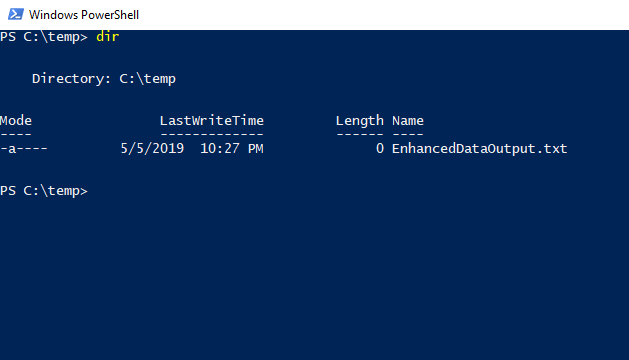 Windows PowerShell
PS C:\temp> dir
Directory: C:\temp
Mode                LastWriteTime         Length Name
----                -------------         ------ ----
-a----         5/5/2019  10:27 PM              0 EnhancedDataOutput.txt
PS C:\temp>